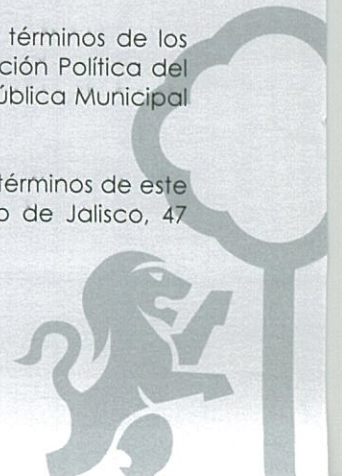 términos de los
ción Política del
ública Municipal
términos de este
o de Jalisco, 47